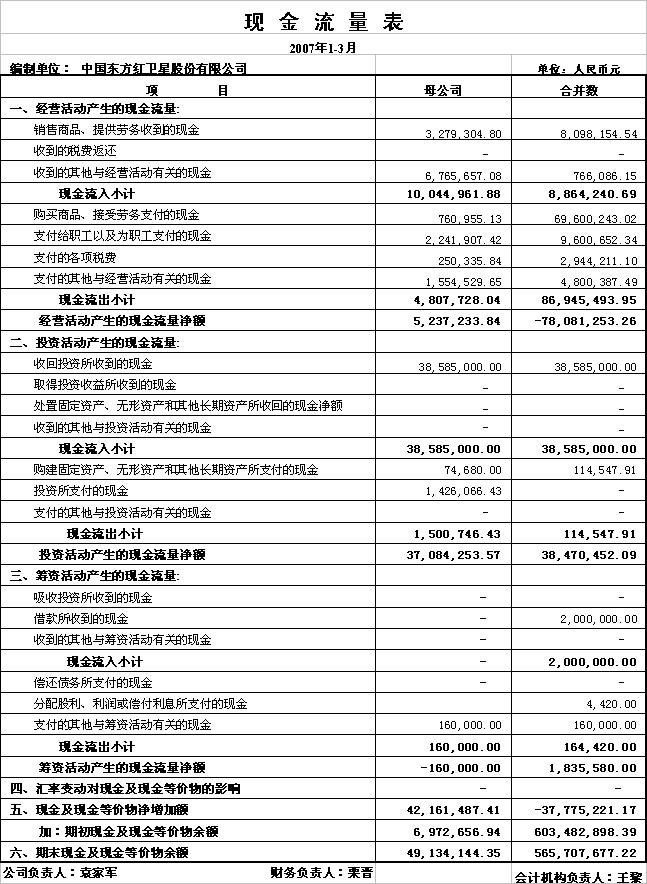 现 金 流 量 表
2007年1-3月
编制单位： 中国东方红卫星股份有限公司 单位：人民币元
项 目 母公司 合并数
一、经营活动产生的现金流量:
销售商品、提供劳务收到的现金 3,279,304.80 8,098,154.54
收到的税费返还 - -
收到的其他与经营活动有关的现金 6,765,657.08 766,086.15
现金流入小计 10,044,961.88 8,864,240.69
购买商品、接受劳务支付的现金 760,955.13 69,600,243.02
支付给职工以及为职工支付的现金 2,241,907.42 9,600,652.34
支付的各项税费 250,335.84 2,944,211.10
支付的其他与经营活动有关的现金 1,554,529.65 4,800,387.49
现金流出小计 4,807,728.04 86,945,493.95
经营活动产生的现金流量净额 5,237,233.84 -78,081,253.26
二、投资活动产生的现金流量:
收回投资所收到的现金 38,585,000.00 38,585,000.00
取得投资收益所收到的现金 - -
处置固定资产、无形资产和其他长期资产所收回的现金净额 - -
收到的其他与投资活动有关的现金 - -
现金流入小计 38,585,000.00 38,585,000.00
购建固定资产、无形资产和其他长期资产所支付的现金 74,680.00 114,547.91
投资所支付的现金 1,426,066.43 -
支付的其他与投资活动有关的现金 - -
现金流出小计 1,500,746.43 114,547.91
投资活动产生的现金流量净额 37,084,253.57 38,470,452.09
三、筹资活动产生的现金流量:
吸收投资所收到的现金 - -
借款所收到的现金 - 2,000,000.00
收到的其他与筹资活动有关的现金 - -
现金流入小计 - 2,000,000.00
偿还债务所支付的现金 - -
分配股利、利润或偿付利息所支付的现金 4,420.00
支付的其他与筹资活动有关的现金 160,000.00 160,000.00
现金流出小计 160,000.00 164,420.00
筹资活动产生的现金流量净额 -160,000.00 1,835,580.00
四、汇率变动对现金及现金等价物的影响 - -
五、现金及现金等价物净增加额 42,161,487.41 -37,775,221.17
加：期初现金及现金等价物余额 6,972,656.94 603,482,898.39
六、期末现金及现金等价物余额 49,134,144.35 565,707,677.22
公司负责人：袁家军 财务负责人：栗晋 会计机构负责人：王黎